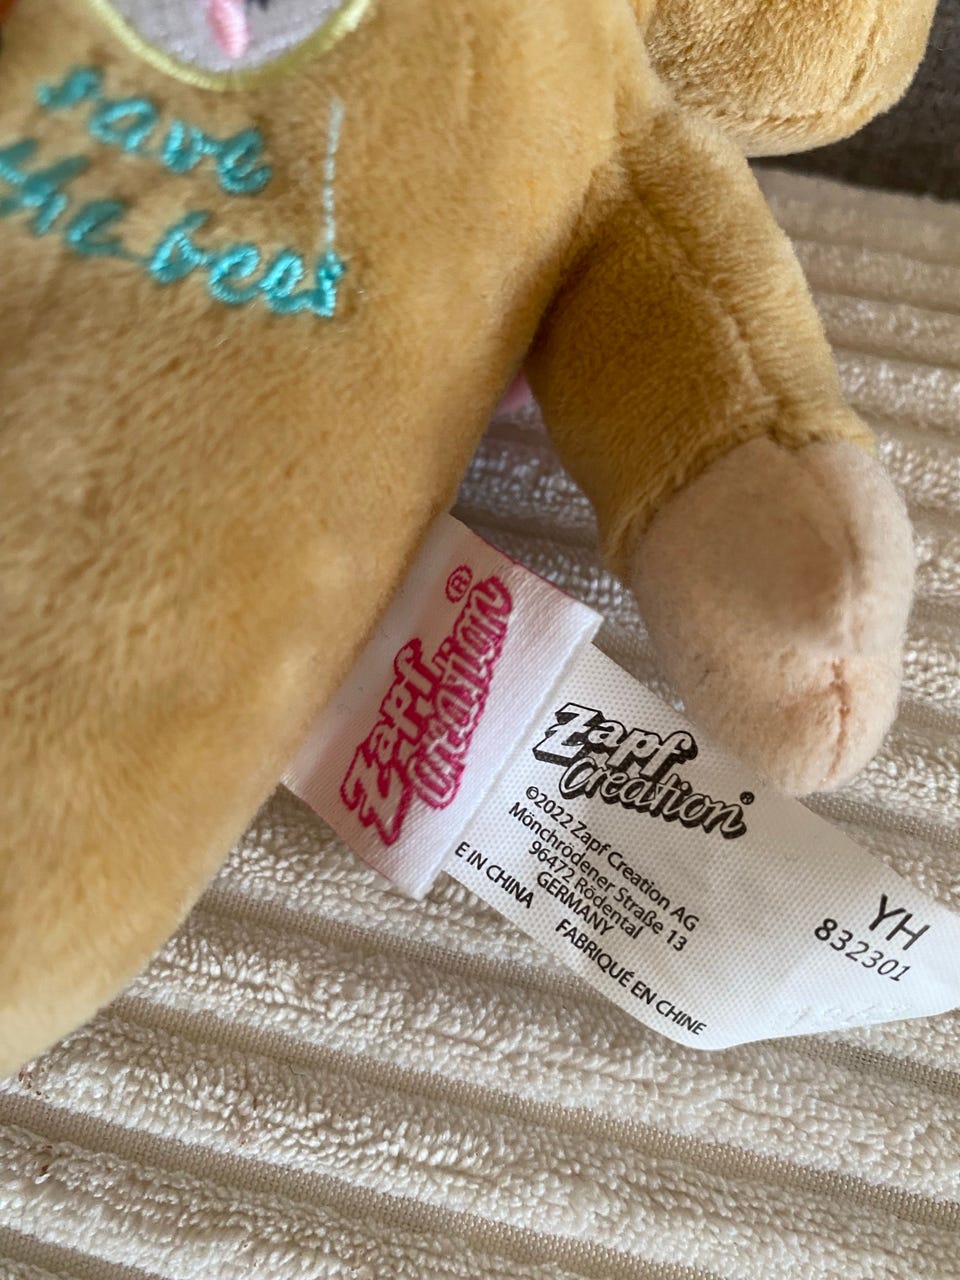 save
the bees
Zapf
Creation®
Zapf
Creation®
©2022 Zapf Creation AG
Mönchrödener Straße 13
96472 Rödental
GERMANY
E IN CHINA
FABRIQUÉ EN CHINE
YH
832301